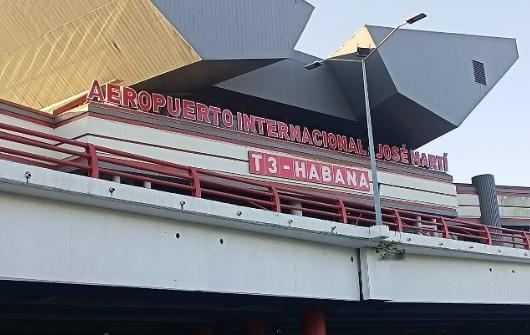 AEROPUERTO INTERNACIONAL JOSÉ MARTÍ
T3-HABANA